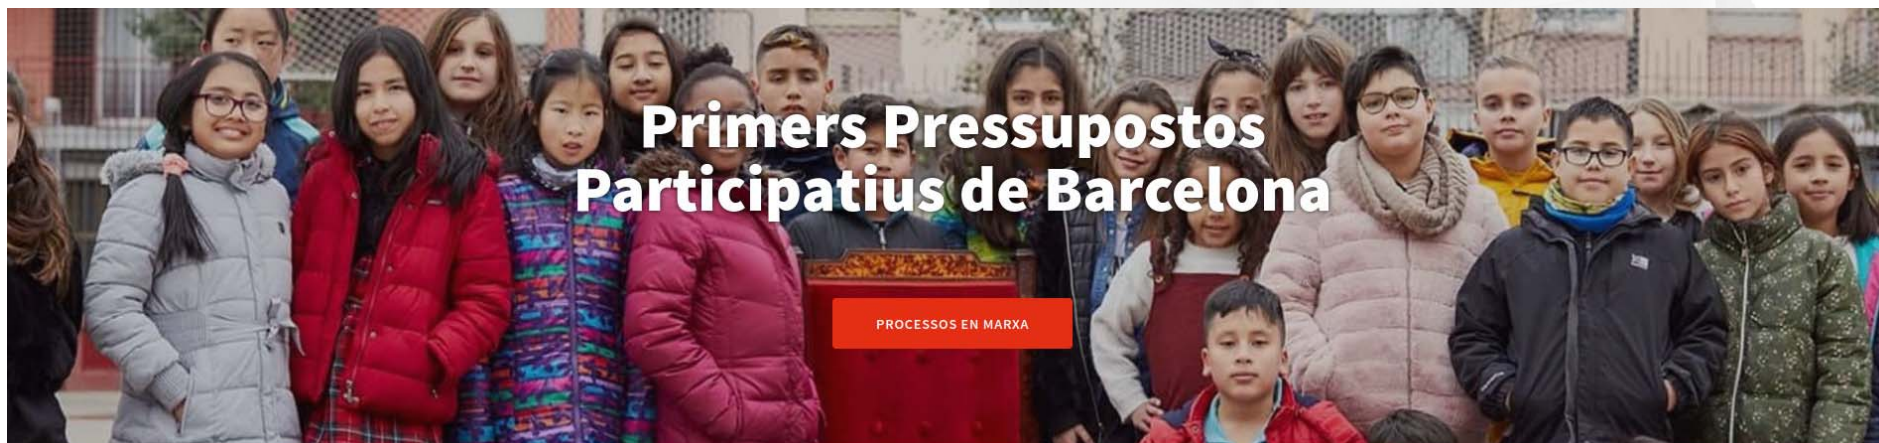 Primers Pressupostos
Participatius de Barcelona
PROCESSOS EN MARXA